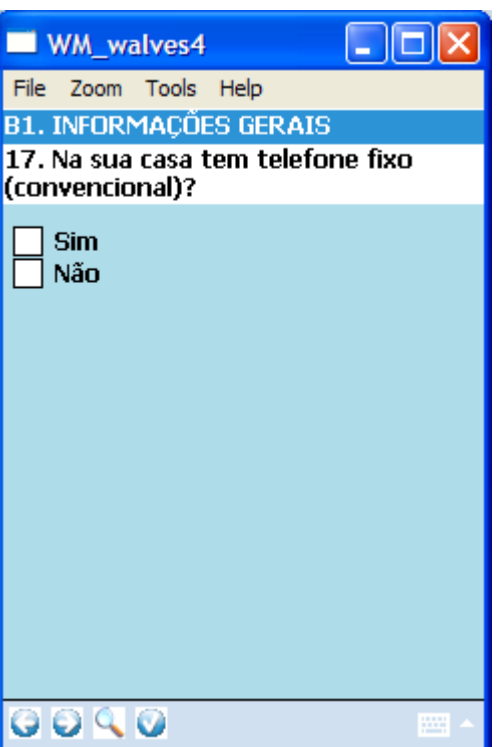 WM_walves4
File Zoom Tools Help
B1. INFORMAÇÕES GERAIS
17. Na sua casa tem telefone fixo
(convencional)?
Sim
Não